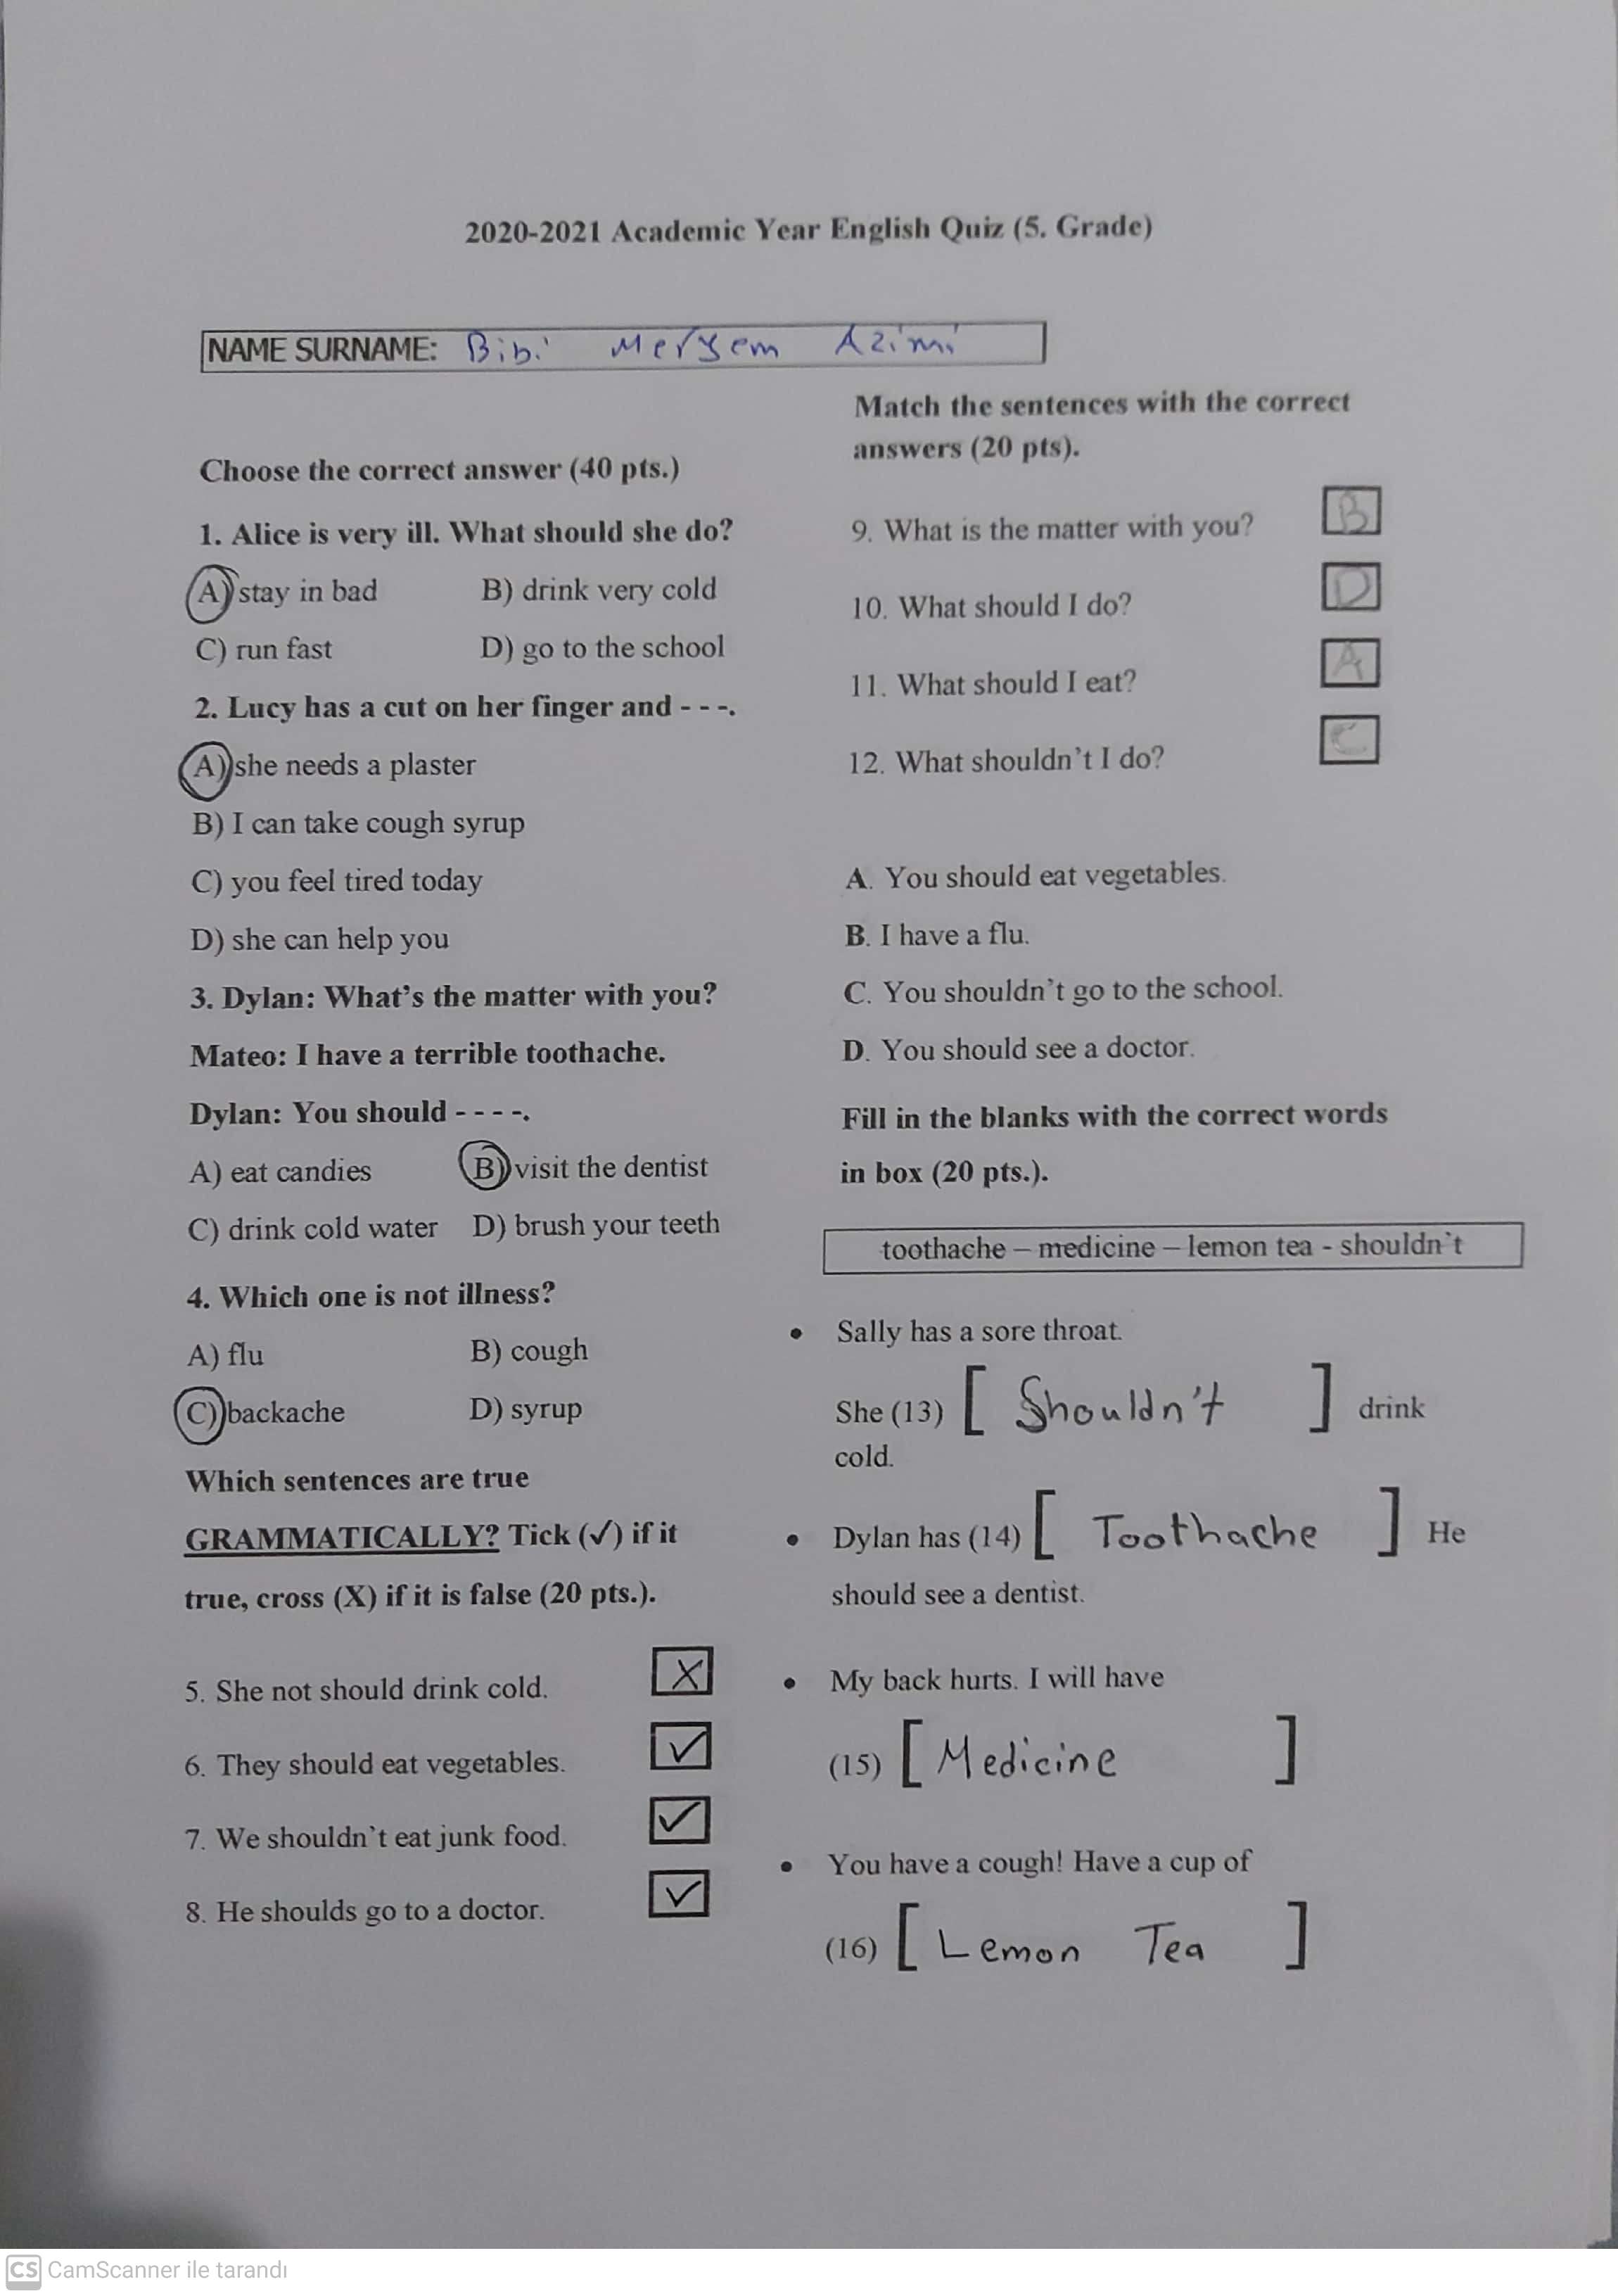 2020-2021 Academic Year English Quiz (5. Grade)
NAME SURNAME: Bibi Meryem Azimi
Choose the correct answer (40 pts.)
1. Alice is very ill. What should she do?
A) stay in bad B) drink very cold
C) run fast D) go to the school
2. Lucy has a cut on her finger and - - -.
A) she needs a plaster
B) I can take cough syrup
C) you feel tired today
D) she can help you
3. Dylan: What's the matter with you?
Mateo: I have a terrible toothache.
Dylan: You should - - - -.
A) eat candies B) visit the dentist
C) drink cold water D) brush your teeth
4. Which one is not illness?
A) flu B) cough
C) backache D) syrup
Which sentences are true
GRAMMATICALLY? Tick (✓) if it
true, cross (X) if it is false (20 pts.).
5. She not should drink cold. X
6. They should eat vegetables. ✓
7. We shouldn't eat junk food. ✓
8. He shoulds go to a doctor. ✓
Match the sentences with the correct
answers (20 pts).
9. What is the matter with you? B
10. What should I do? D
11. What should I eat? A
12. What shouldn't I do? C
A. You should eat vegetables.
B. I have a flu.
C. You shouldn't go to the school.
D. You should see a doctor.
Fill in the blanks with the correct words
in box (20 pts.).
toothache – medicine – lemon tea - shouldn't
• Sally has a sore throat.
She (13) [ Shouldn't ] drink
cold.
• Dylan has (14) [ Toothache ] He
should see a dentist.
• My back hurts. I will have
(15) [ Medicine ]
• You have a cough! Have a cup of
(16) [ Lemon Tea ]
CS CamScanner ile tarandı